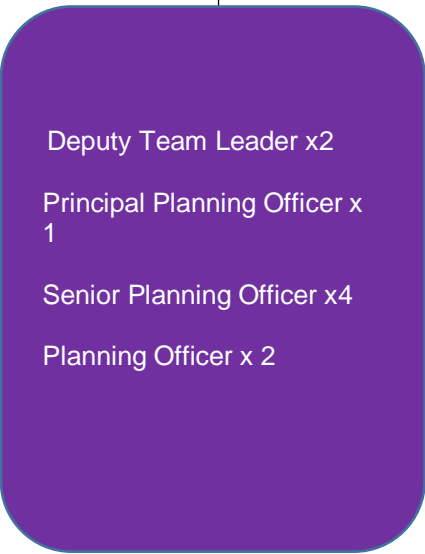 Deputy Team Leader x2
Principal Planning Officer x
1
Senior Planning Officer x4
Planning Officer x 2